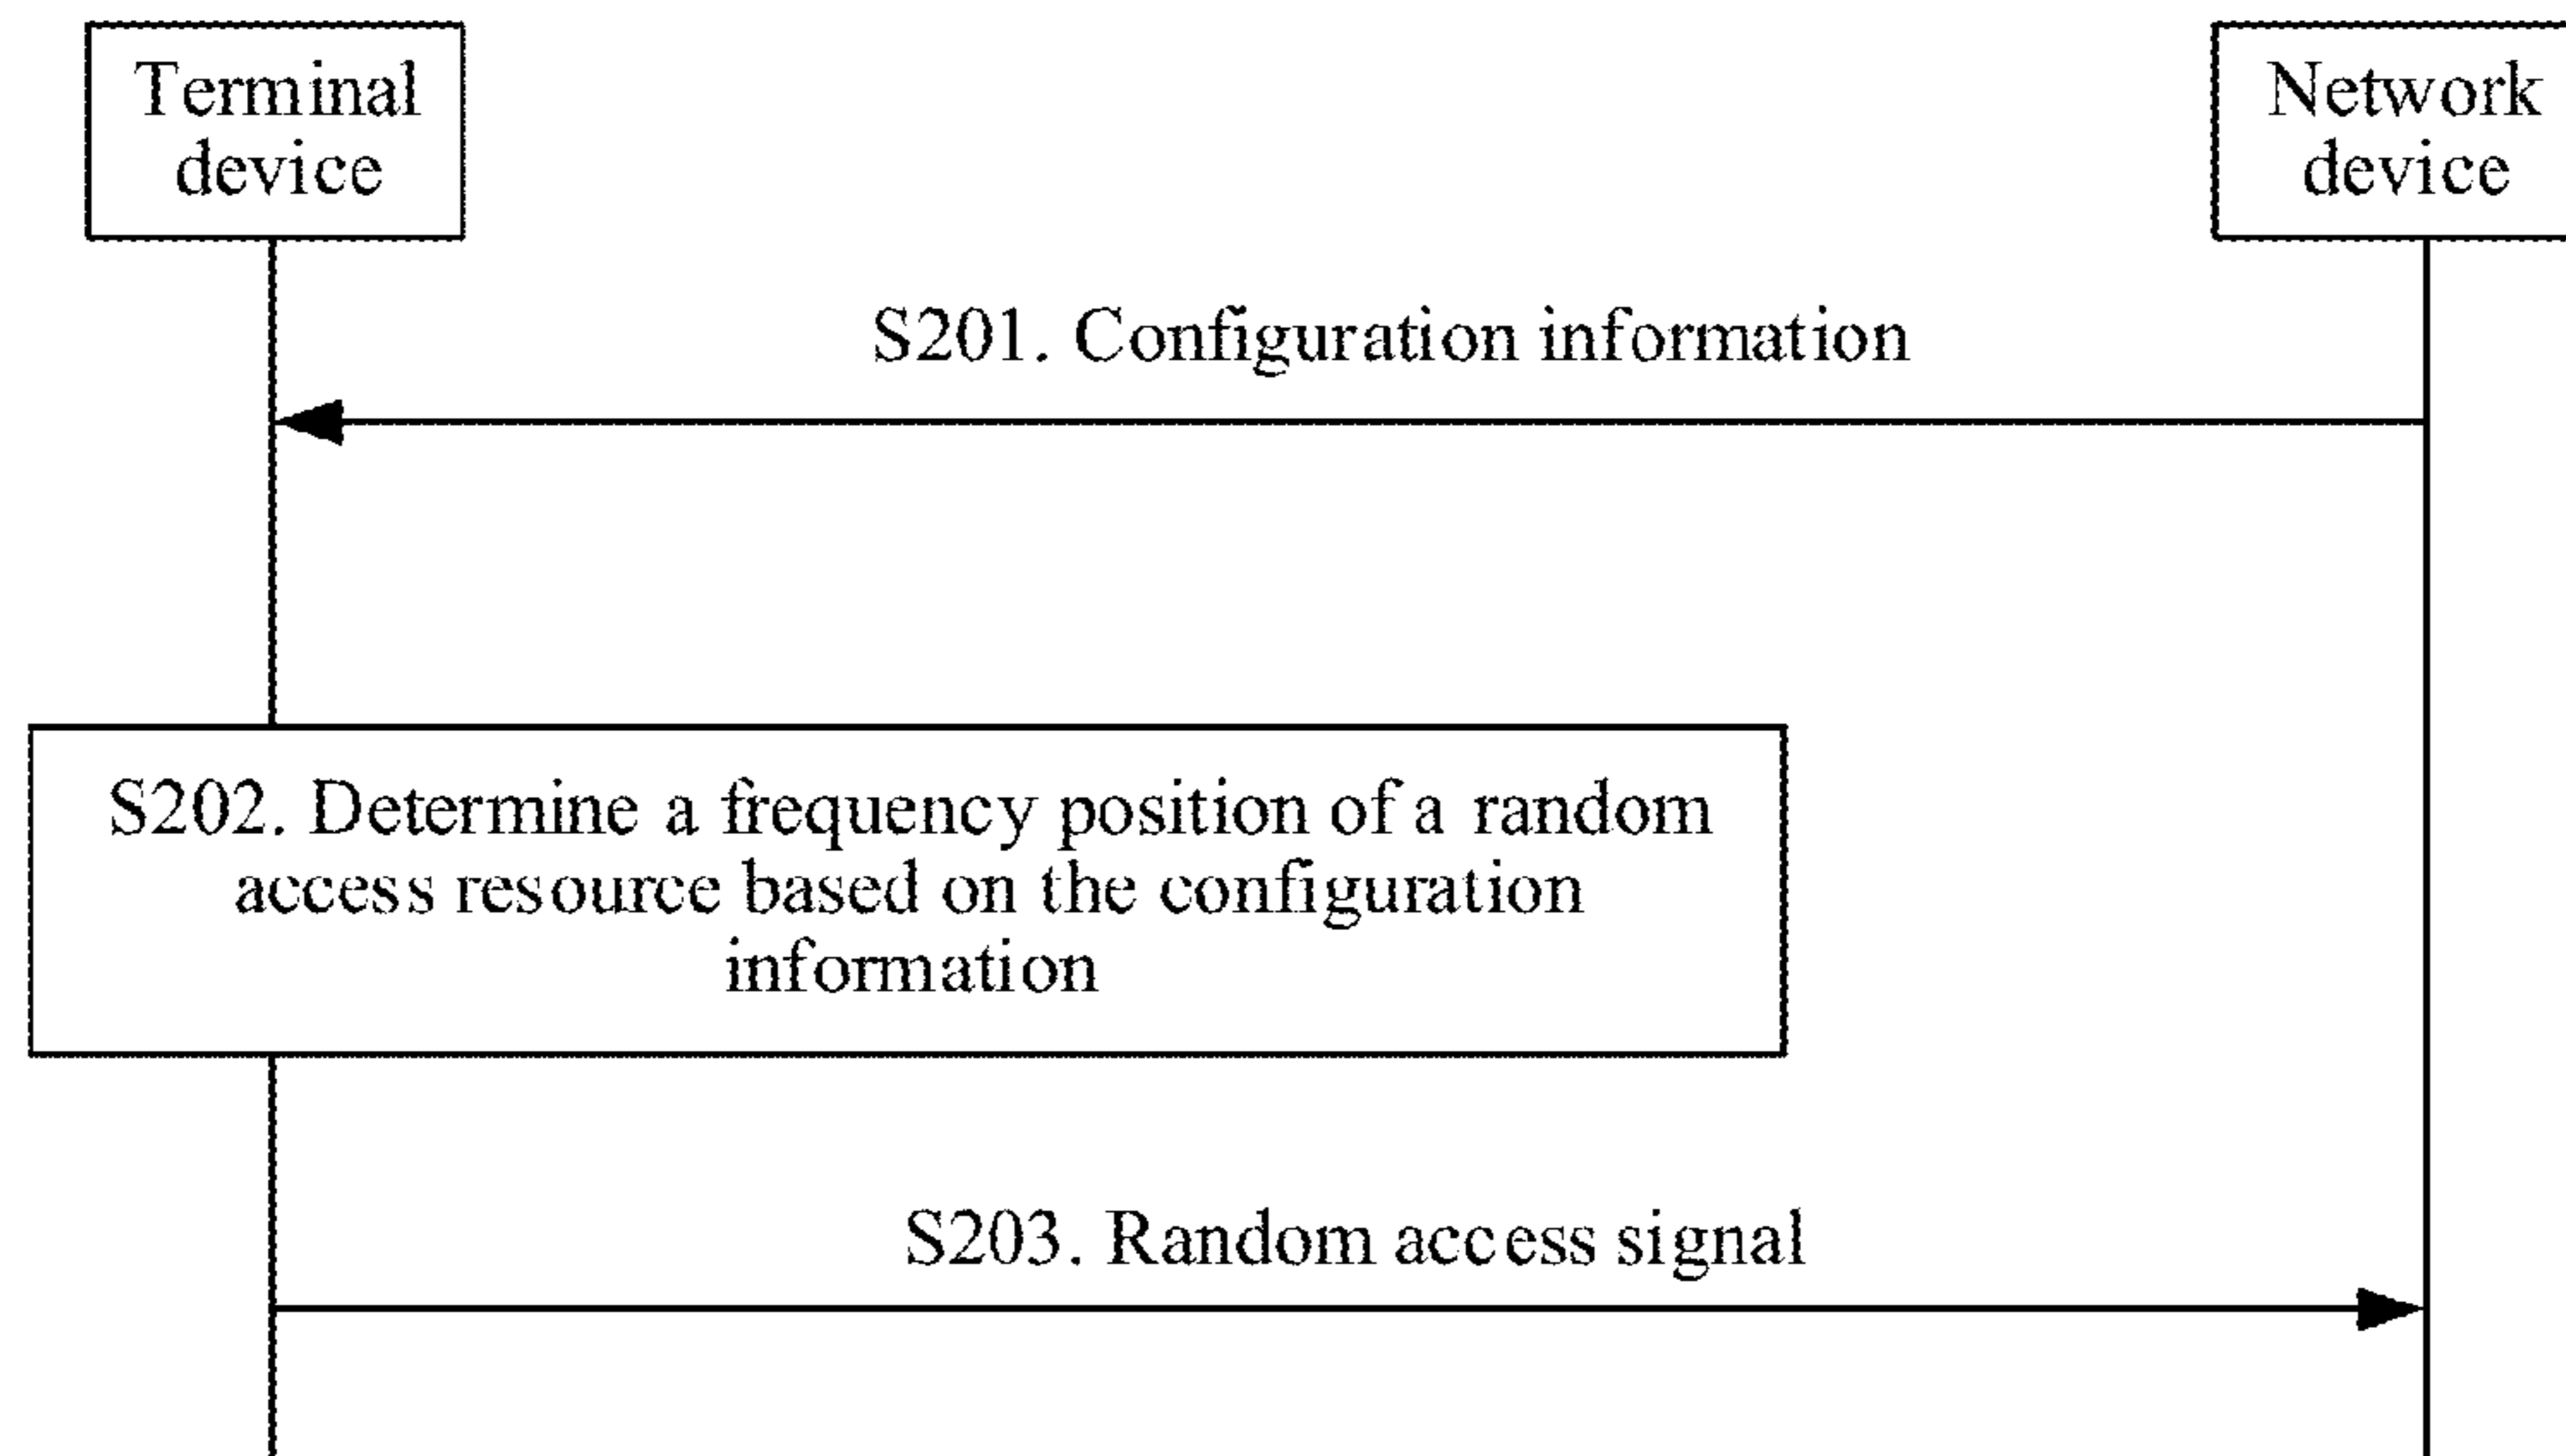 Terminal
device
Network
device
S201. Configuration information
S202. Determine a frequency position of a random
access resource based on the configuration
information
S203. Random access signal